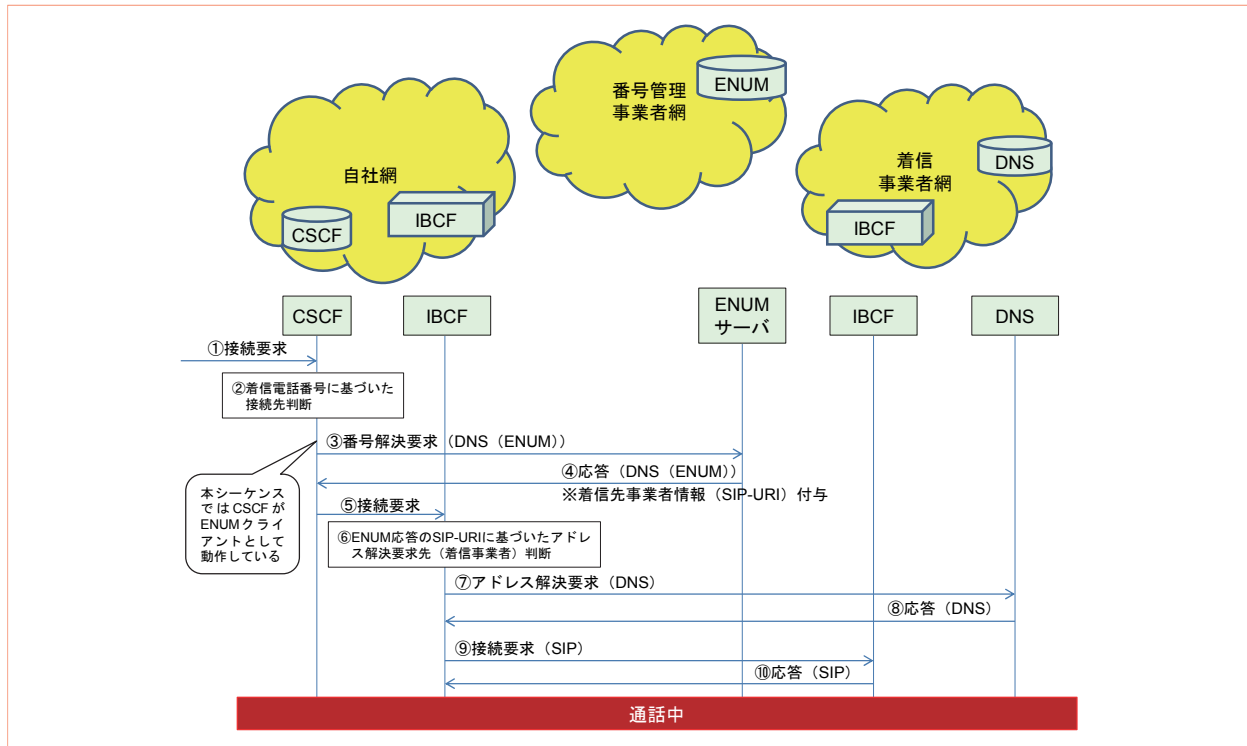 番号管理
事業者網
ENUM
自社網
CSCF
IBCF
着信
事業者網
DNS
IBCF
CSCF
IBCF
ENUM
サーバ
IBCF
DNS
①接続要求
②着信電話番号に基づいた
接続先判断
③番号解決要求（DNS（ENUM））
④応答（DNS（ENUM））
※着信先事業者情報（SIP-URI）付与
本シーケンス
ではCSCFが
ENUMクライ
アントとして
動作している
⑤接続要求
⑥ENUM応答のSIP-URIに基づいたアドレ
ス解決要求先（着信事業者）判断
⑦アドレス解決要求（DNS）
⑧応答（DNS）
⑨接続要求（SIP）
⑩応答（SIP）
通話中